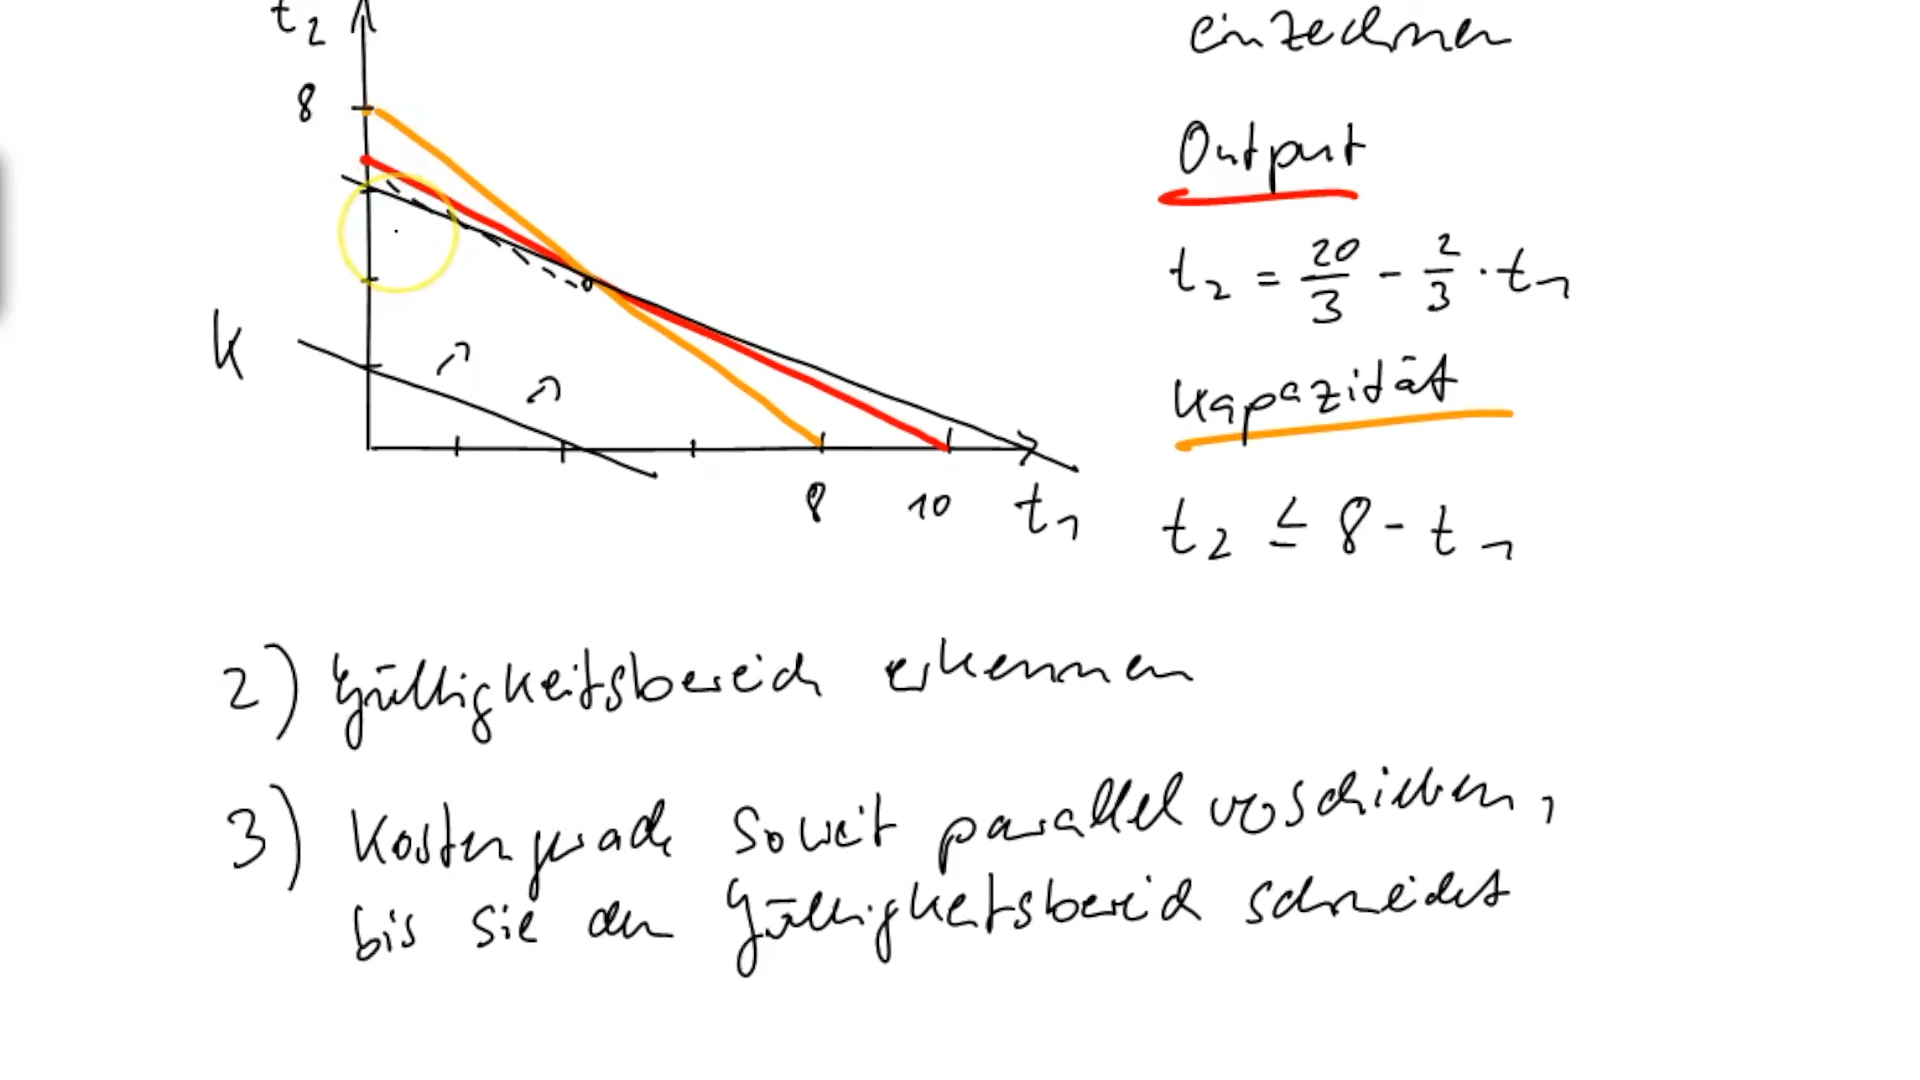 t₂
einzeichnen
8
Output
t₂ = 20/3 - 2/3 · t₁
K
Kapazität
8 10 t₁
t₂ ≤ 8 - t₁
2) Gültigkeitsbereich erkennen
3) Kostengerade soweit parallel verschieben,
bis sie den Gültigkeitsbereich schneidet